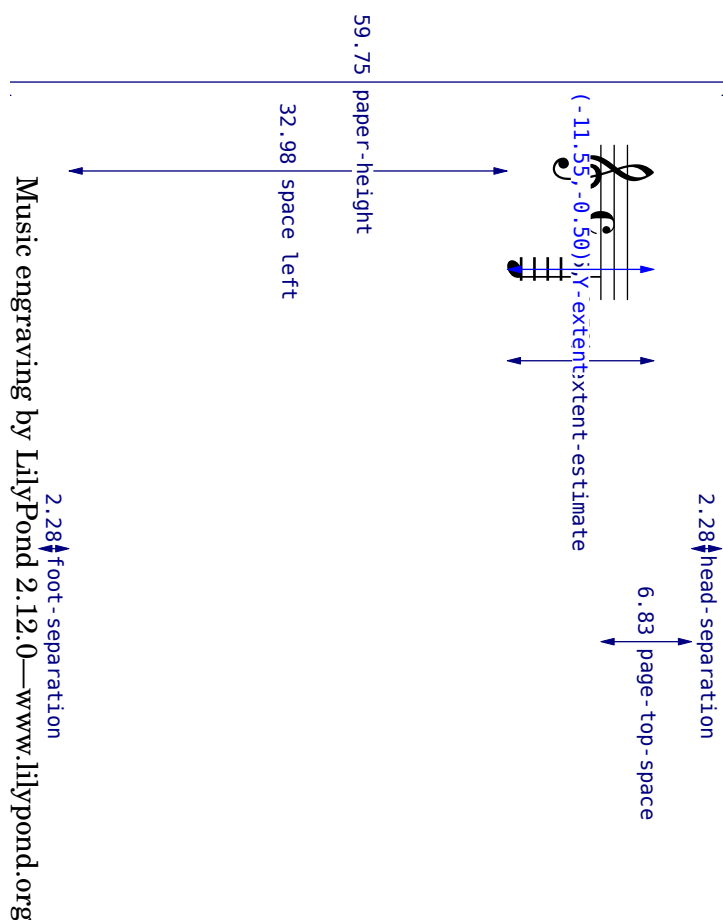 2.28 head-separation
6.83 page-top-space
(-11.55,-0.50) Y-extent
extent-estimate
59.75 paper-height
32.98 space left
2.28 foot-separation
Music engraving by LilyPond 2.12.0—www.lilypond.org